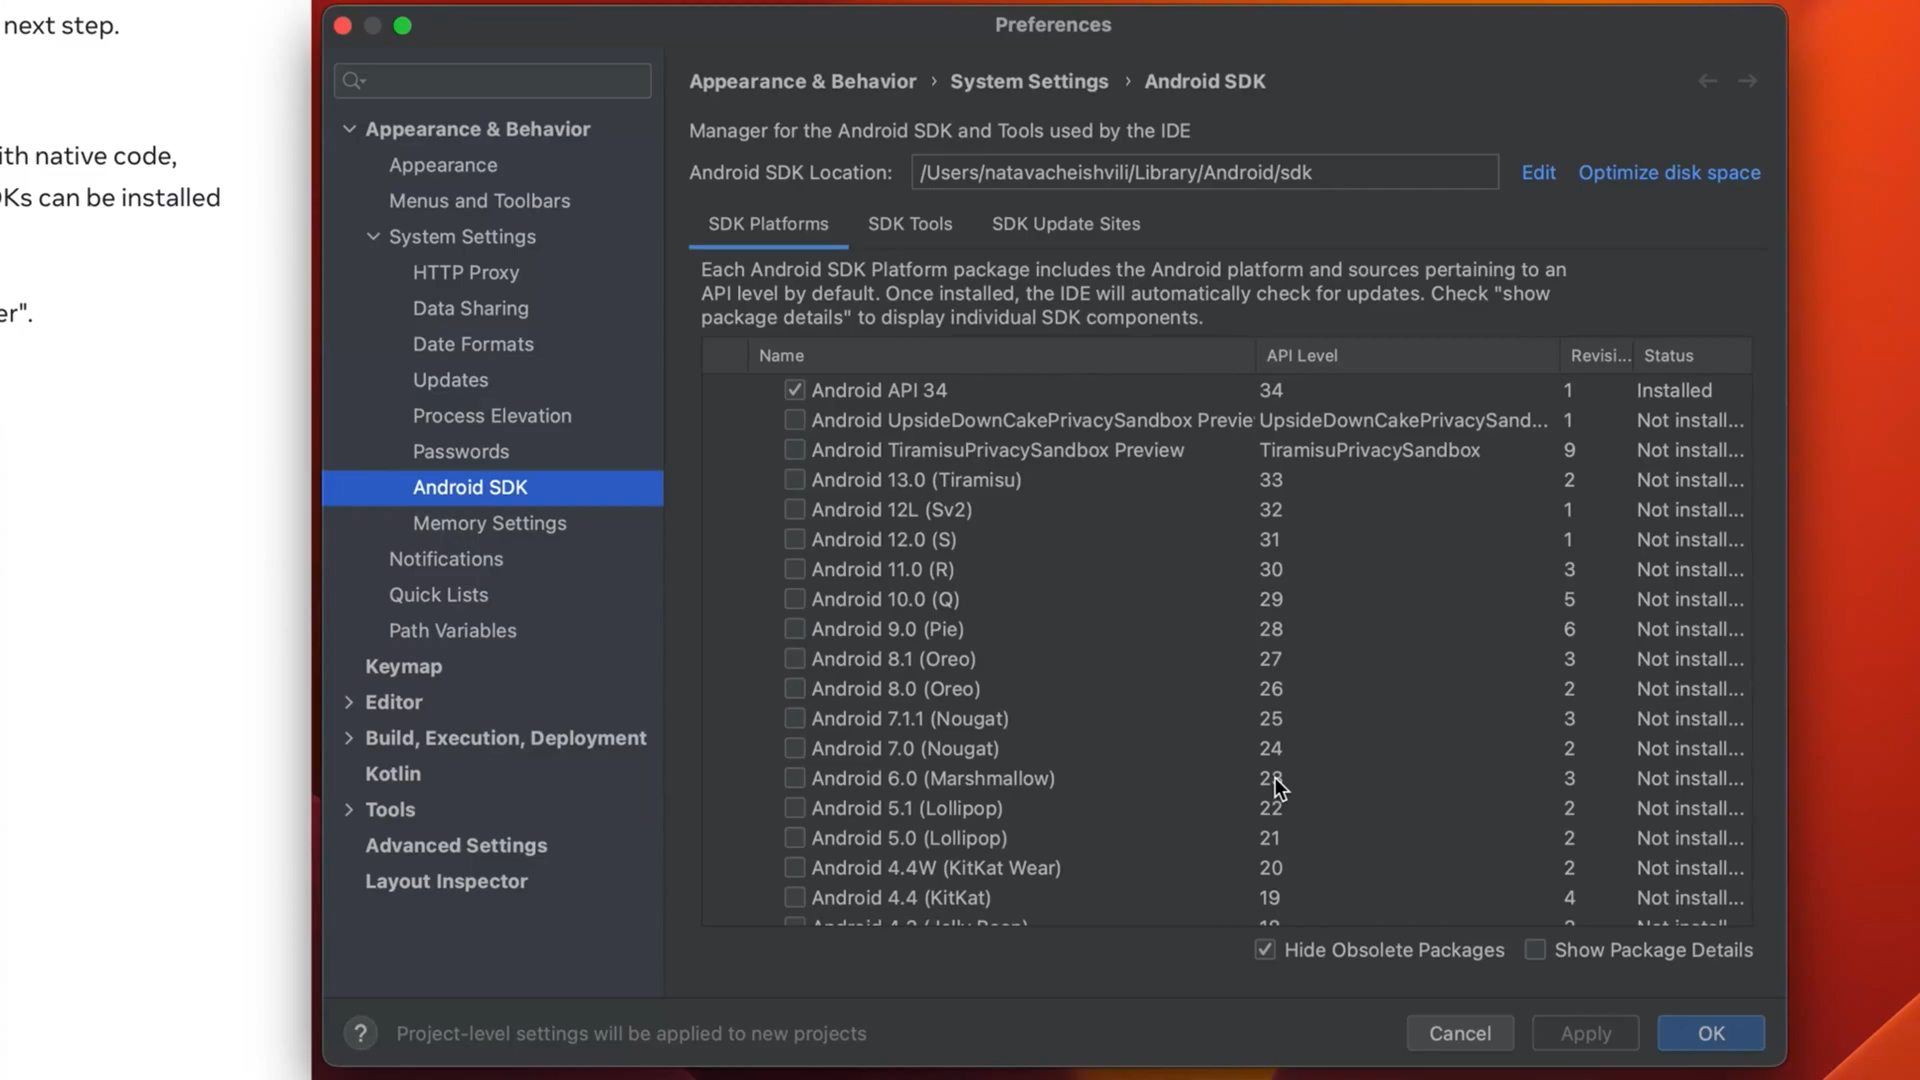 next step.
ith native code,
Ks can be installed
er".
Preferences
Appearance & Behavior
Appearance
Menus and Toolbars
System Settings
HTTP Proxy
Data Sharing
Date Formats
Updates
Process Elevation
Passwords
Android SDK
Memory Settings
Notifications
Quick Lists
Path Variables
Keymap
Editor
Build, Execution, Deployment
Kotlin
Tools
Advanced Settings
Layout Inspector
Appearance & Behavior › System Settings › Android SDK
Manager for the Android SDK and Tools used by the IDE
Android SDK Location: /Users/natavacheishvili/Library/Android/sdk Edit Optimize disk space
SDK Platforms SDK Tools SDK Update Sites
Each Android SDK Platform package includes the Android platform and sources pertaining to an
API level by default. Once installed, the IDE will automatically check for updates. Check "show
package details" to display individual SDK components.
Name API Level Revisi... Status
Android API 34 34 1 Installed
Android UpsideDownCakePrivacySandbox Previe UpsideDownCakePrivacySand... 1 Not install...
Android TiramisuPrivacySandbox Preview TiramisuPrivacySandbox 9 Not install...
Android 13.0 (Tiramisu) 33 2 Not install...
Android 12L (Sv2) 32 1 Not install...
Android 12.0 (S) 31 1 Not install...
Android 11.0 (R) 30 3 Not install...
Android 10.0 (Q) 29 5 Not install...
Android 9.0 (Pie) 28 6 Not install...
Android 8.1 (Oreo) 27 3 Not install...
Android 8.0 (Oreo) 26 2 Not install...
Android 7.1.1 (Nougat) 25 3 Not install...
Android 7.0 (Nougat) 24 2 Not install...
Android 6.0 (Marshmallow) 23 3 Not install...
Android 5.1 (Lollipop) 22 2 Not install...
Android 5.0 (Lollipop) 21 2 Not install...
Android 4.4W (KitKat Wear) 20 2 Not install...
Android 4.4 (KitKat) 19 4 Not install...
Hide Obsolete Packages Show Package Details
? Project-level settings will be applied to new projects
Cancel Apply OK